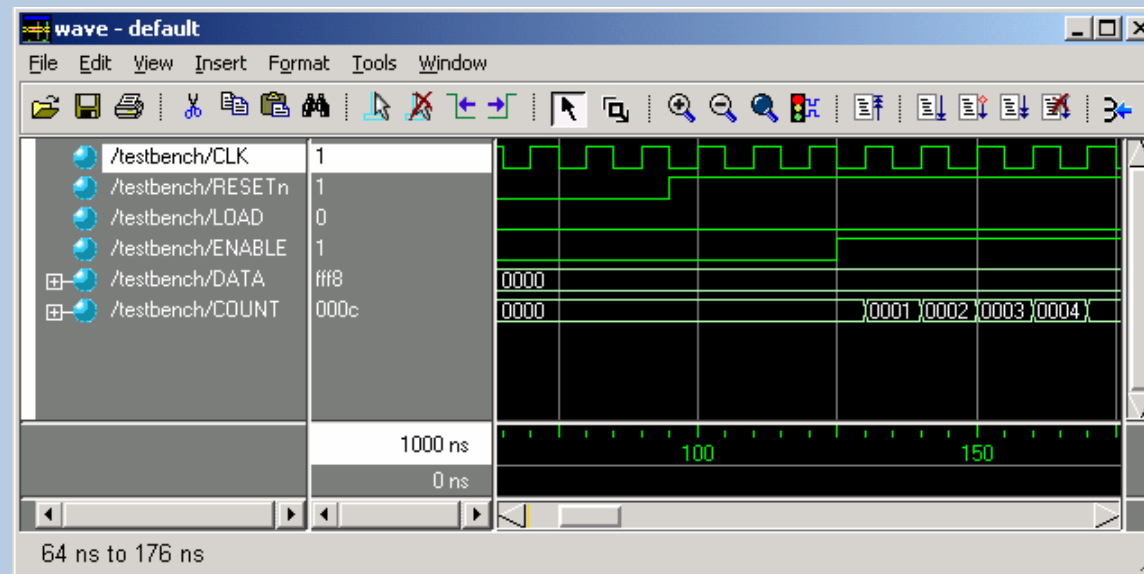 wave - default
File Edit View Insert Format Tools Window
/testbench/CLK 1
/testbench/RESETn 1
/testbench/LOAD 0
/testbench/ENABLE 1
/testbench/DATA fff8 0000
/testbench/COUNT 000c 0000 0001 0002 0003 0004
1000 ns 100 150
0 ns
64 ns to 176 ns